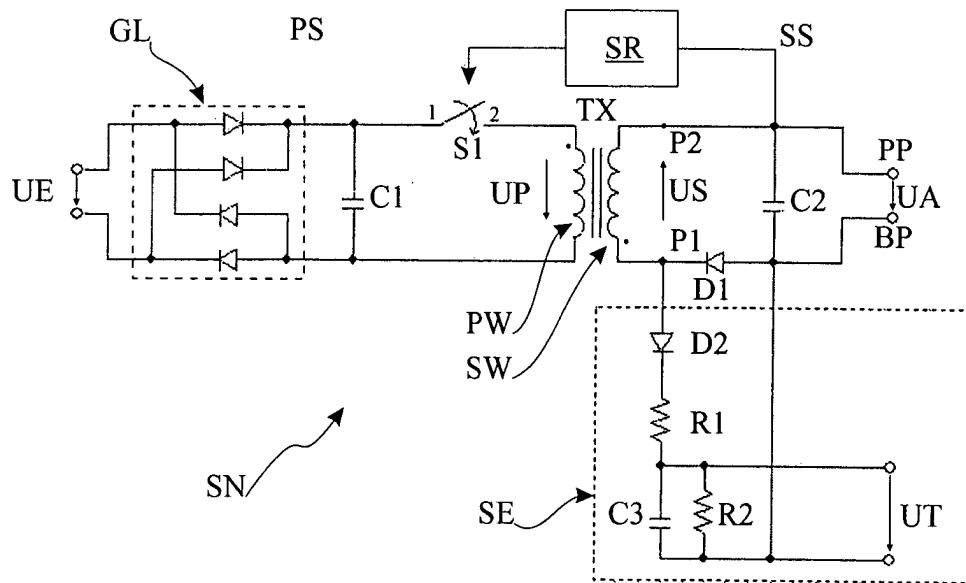 GL
PS
SR
SS
1
2
S1
TX
P2
PP
UE
C1
UP
US
C2
UA
P1
BP
D1
PW
SW
D2
R1
SN
SE
C3
R2
UT